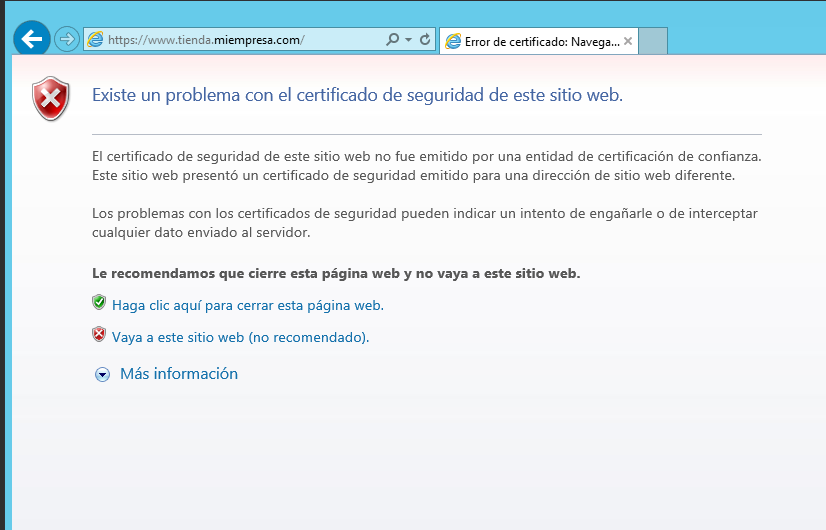 https://www.tienda.miempresa.com/
Error de certificado: Navega...
Existe un problema con el certificado de seguridad de este sitio web.
El certificado de seguridad de este sitio web no fue emitido por una entidad de certificación de confianza.
Este sitio web presentó un certificado de seguridad emitido para una dirección de sitio web diferente.
Los problemas con los certificados de seguridad pueden indicar un intento de engañarle o de interceptar
cualquier dato enviado al servidor.
Le recomendamos que cierre esta página web y no vaya a este sitio web.
Haga clic aquí para cerrar esta página web.
Vaya a este sitio web (no recomendado).
Más información